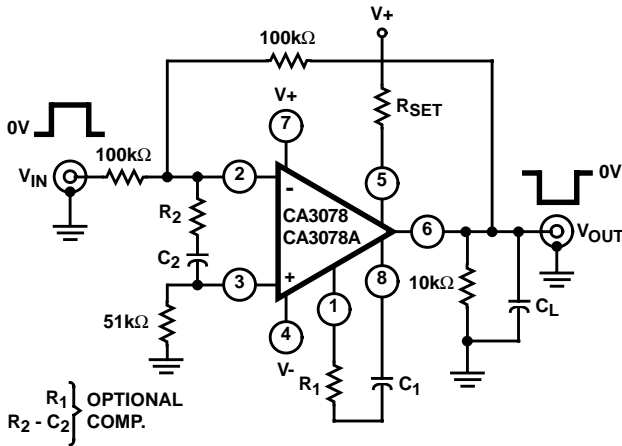 V+
100kΩ
RSET
V+
0V
7
100kΩ
VIN
2
5
0V
-
R2
CA3078
CA3078A
6
VOUT
C2
3
+
8
10kΩ
CL
1
51kΩ
4
V-
R1
C1
R1
R2 - C2
OPTIONAL
COMP.